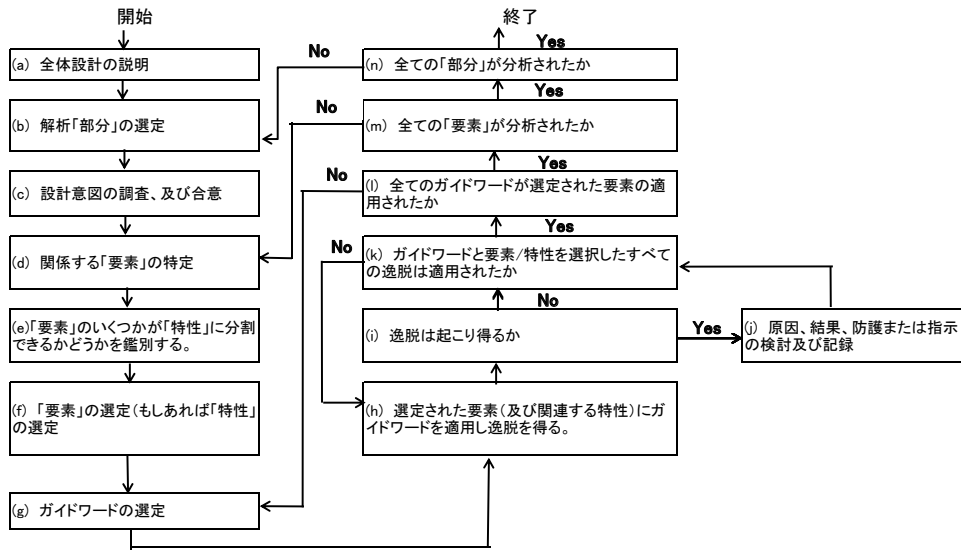 開始
(a) 全体設計の説明
(b) 解析「部分」の選定
(c) 設計意図の調査、及び合意
(d) 関係する「要素」の特定
(e)「要素」のいくつかが「特性」に分割
できるかどうかを鑑別する。
(f) 「要素」の選定(もしあれば「特性」
の選定
(g) ガイドワードの選定
終了
Yes
No
(n) 全ての「部分」が分析されたか
Yes
No
(m) 全ての「要素」が分析されたか
Yes
No
(l) 全てのガイドワードが選定された要素の適
用されたか
Yes
No
(k) ガイドワードと要素/特性を選択したすべて
の逸脱は適用されたか
No
(i) 逸脱は起こり得るか
Yes
(j) 原因、結果、防護または指示
の検討及び記録
(h) 選定された要素(及び関連する特性)にガ
イドワードを適用し逸脱を得る。